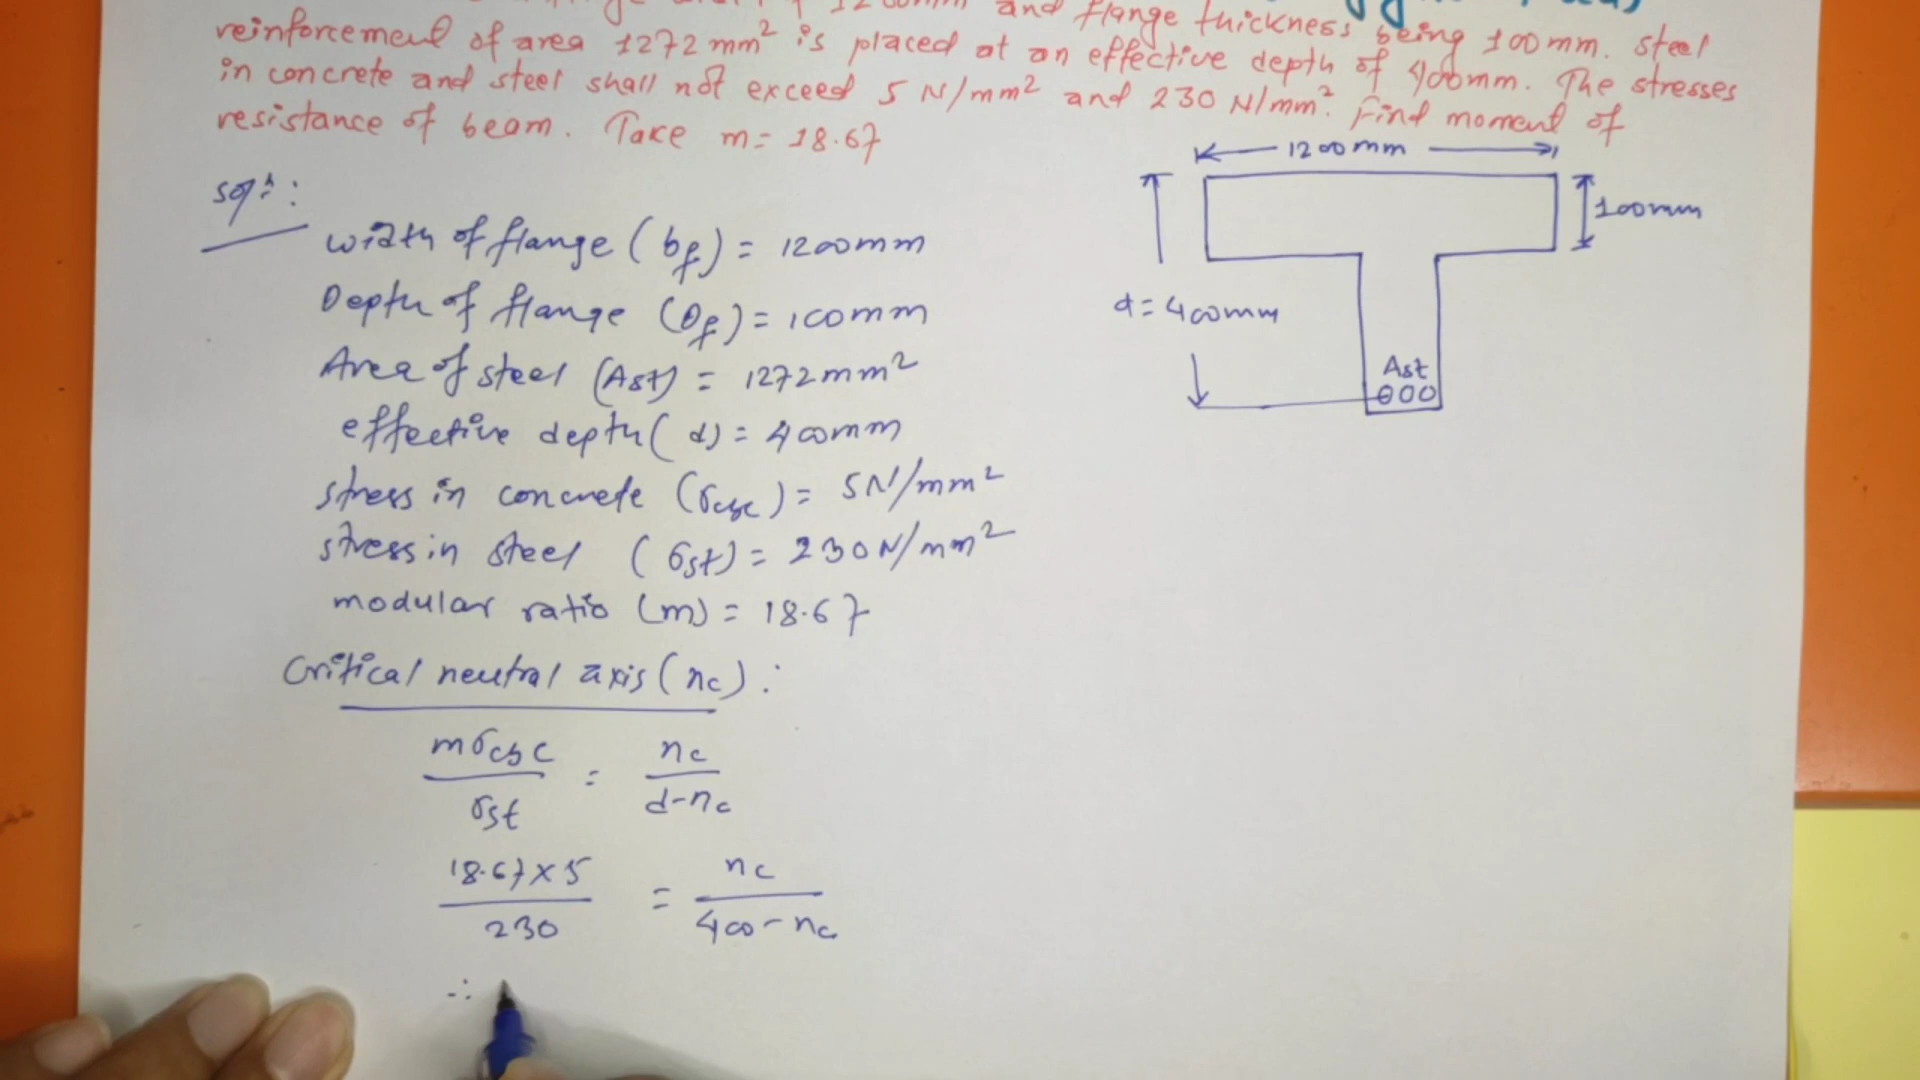 and flange thickness being 100mm. steel
reinforcement of area 1272 mm² is placed at an effective depth of 400mm. The stresses
in concrete and steel shall not exceed 5 N/mm² and 230 N/mm². Find moment of
resistance of beam. Take m= 18.67
1200mm
100mm
d=400mm
Ast
Solⁿ:
width of flange (bf) = 1200mm
Depth of flange (Df) = 100mm
Area of steel (Ast) = 1272mm²
effective depth (d) = 400mm
stress in concrete (σcbc) = 5N/mm²
stress in steel (σst) = 230N/mm²
modular ratio (m) = 18.67
Critical neutral axis (nc):
mσcbc / σst = nc / d-nc
18.67×5 / 230 = nc / 400-nc
∴